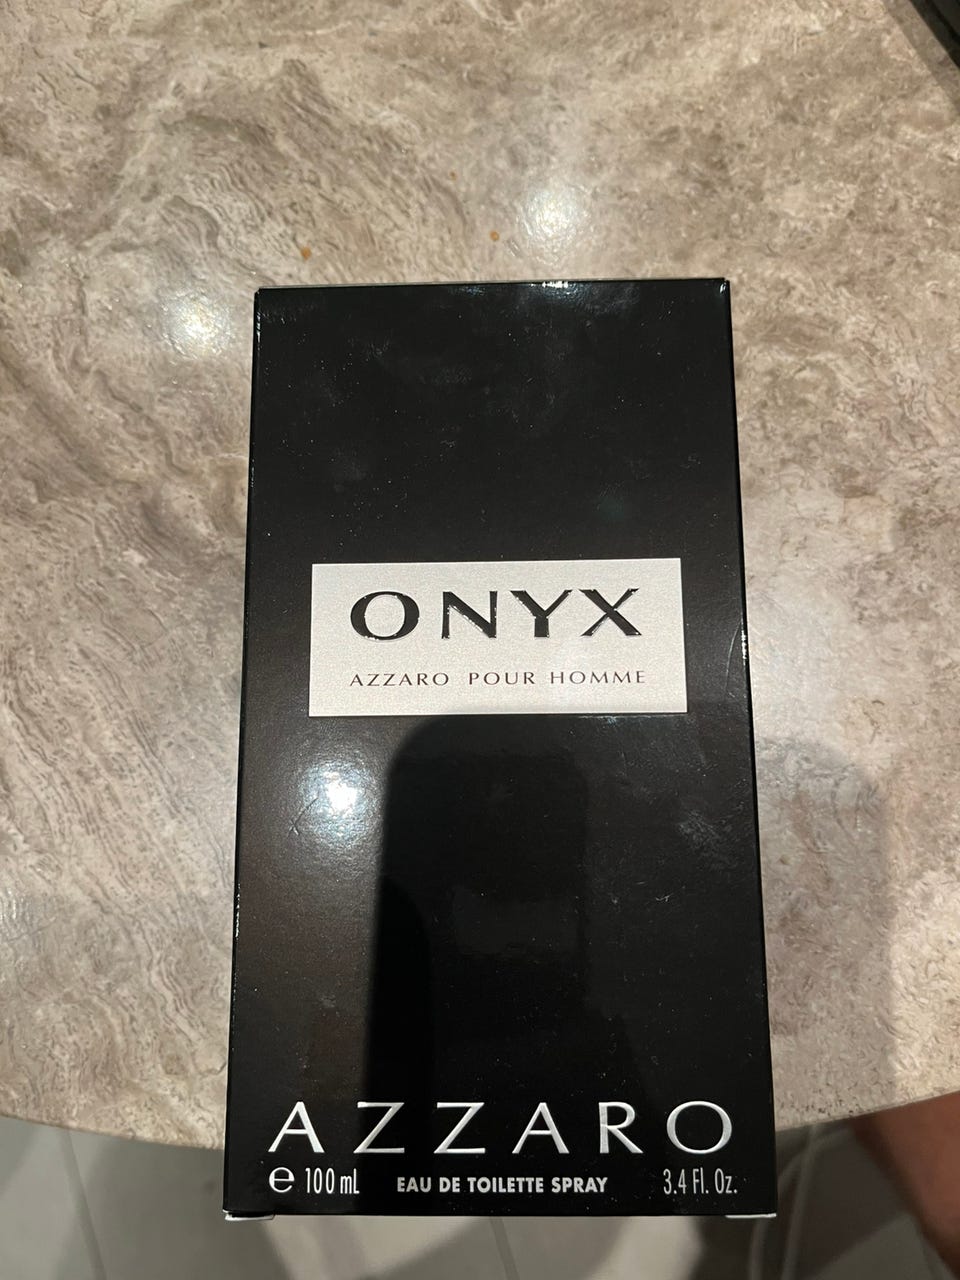 ONYX
AZZARO POUR HOMME
AZZARO
e 100 mL EAU DE TOILETTE SPRAY 3.4 Fl. Oz.